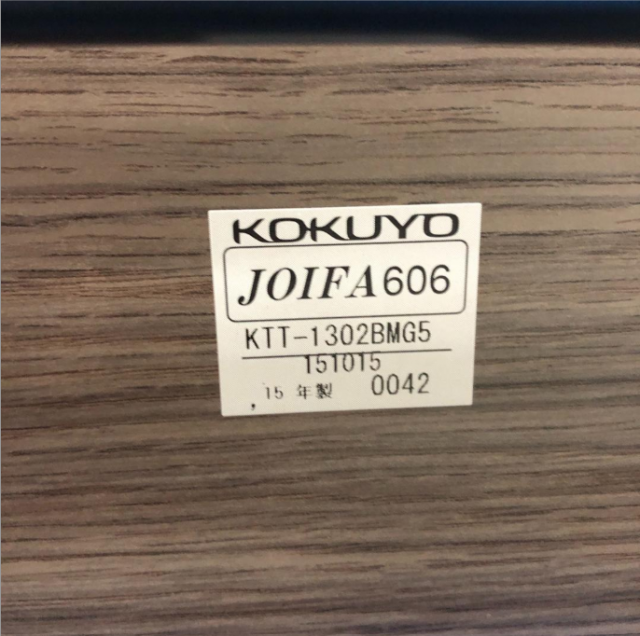 KOKUYO
JOIFA606
KTT-1302BMG5
151015
,15 年製 0042